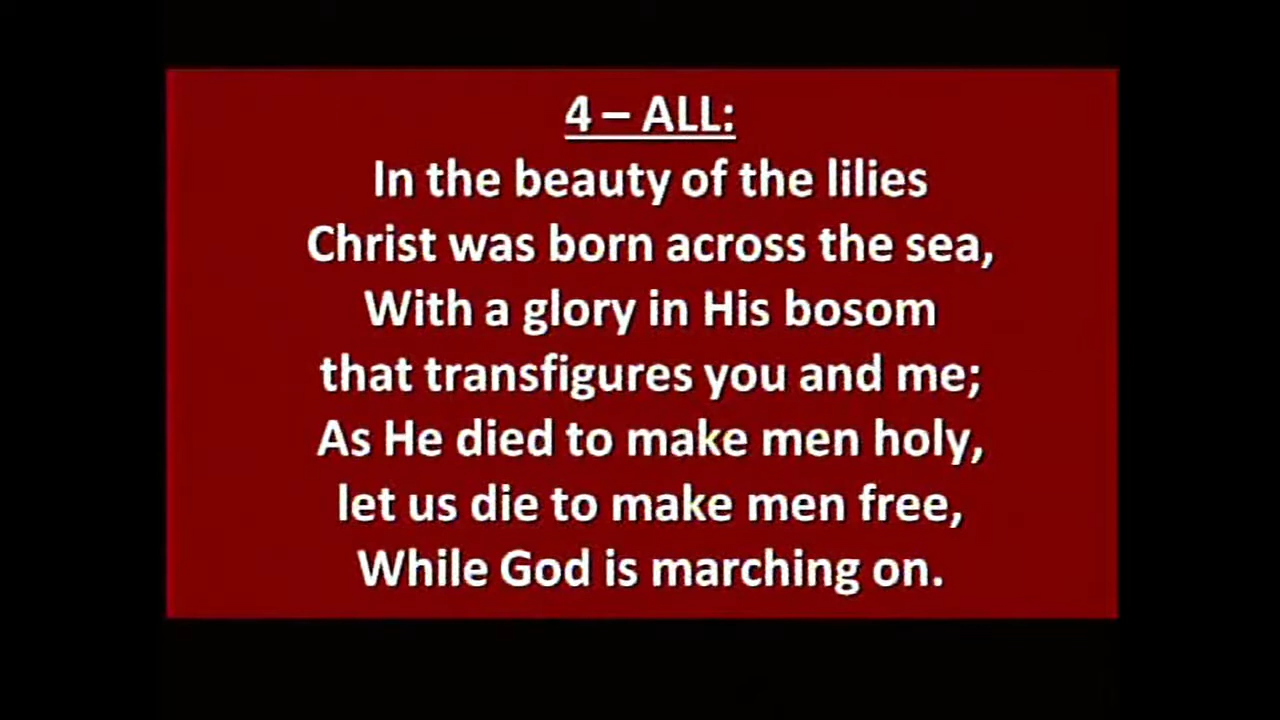 4 – ALL:
In the beauty of the lilies
Christ was born across the sea,
With a glory in His bosom
that transfigures you and me;
As He died to make men holy,
let us die to make men free,
While God is marching on.